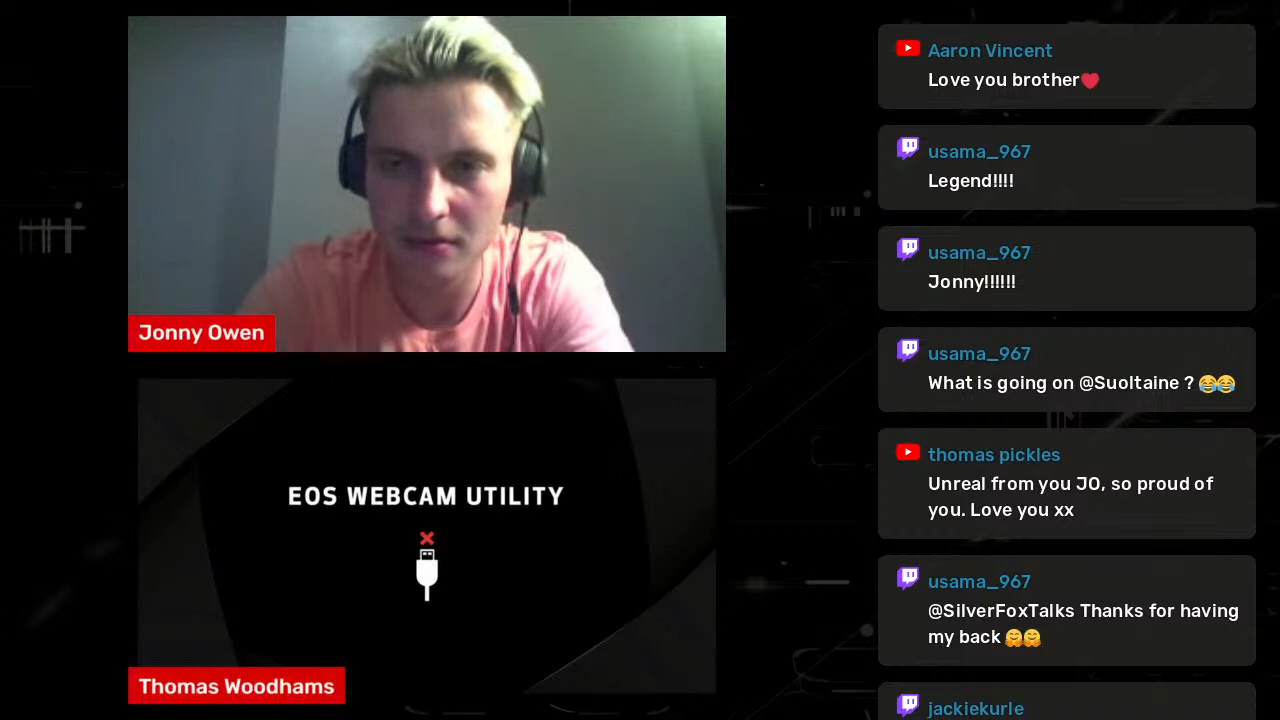 Jonny Owen
EOS WEBCAM UTILITY
Thomas Woodhams
Aaron Vincent
Love you brother❤️
usama_967
Legend!!!!
usama_967
Jonny!!!!!!
usama_967
What is going on @Suoltaine ? 😂😂
thomas pickles
Unreal from you JO, so proud of
you. Love you xx
usama_967
@SilverFoxTalks Thanks for having
my back 🤗🤗
jackiekurle